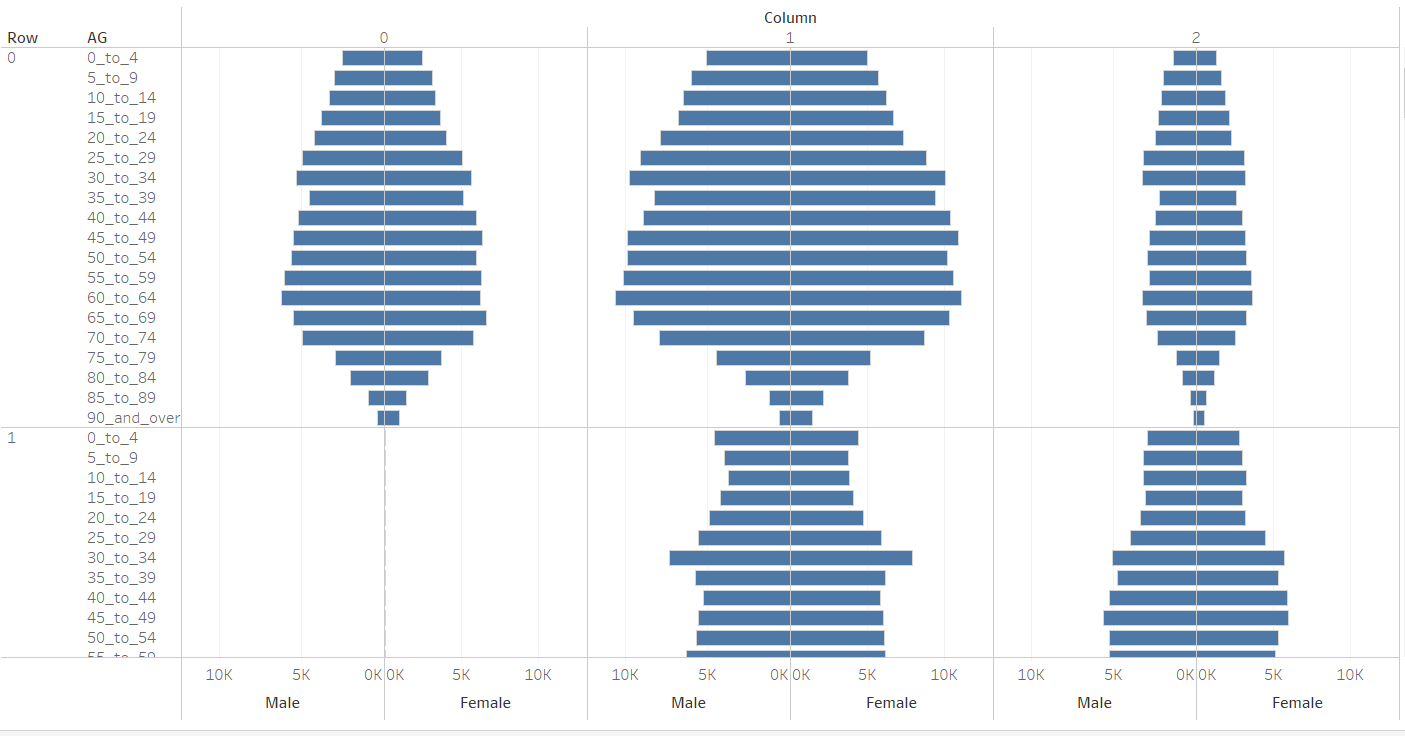 Column
Row AG 0 1 2
0 0_to_4
5_to_9
10_to_14
15_to_19
20_to_24
25_to_29
30_to_34
35_to_39
40_to_44
45_to_49
50_to_54
55_to_59
60_to_64
65_to_69
70_to_74
75_to_79
80_to_84
85_to_89
90_and_over
1 0_to_4
5_to_9
10_to_14
15_to_19
20_to_24
25_to_29
30_to_34
35_to_39
40_to_44
45_to_49
50_to_54
55_to_59
10K 5K 0K 0K 5K 10K 10K 5K 0K 0K 5K 10K 10K 5K 0K 0K 5K 10K
Male Female Male Female Male Female